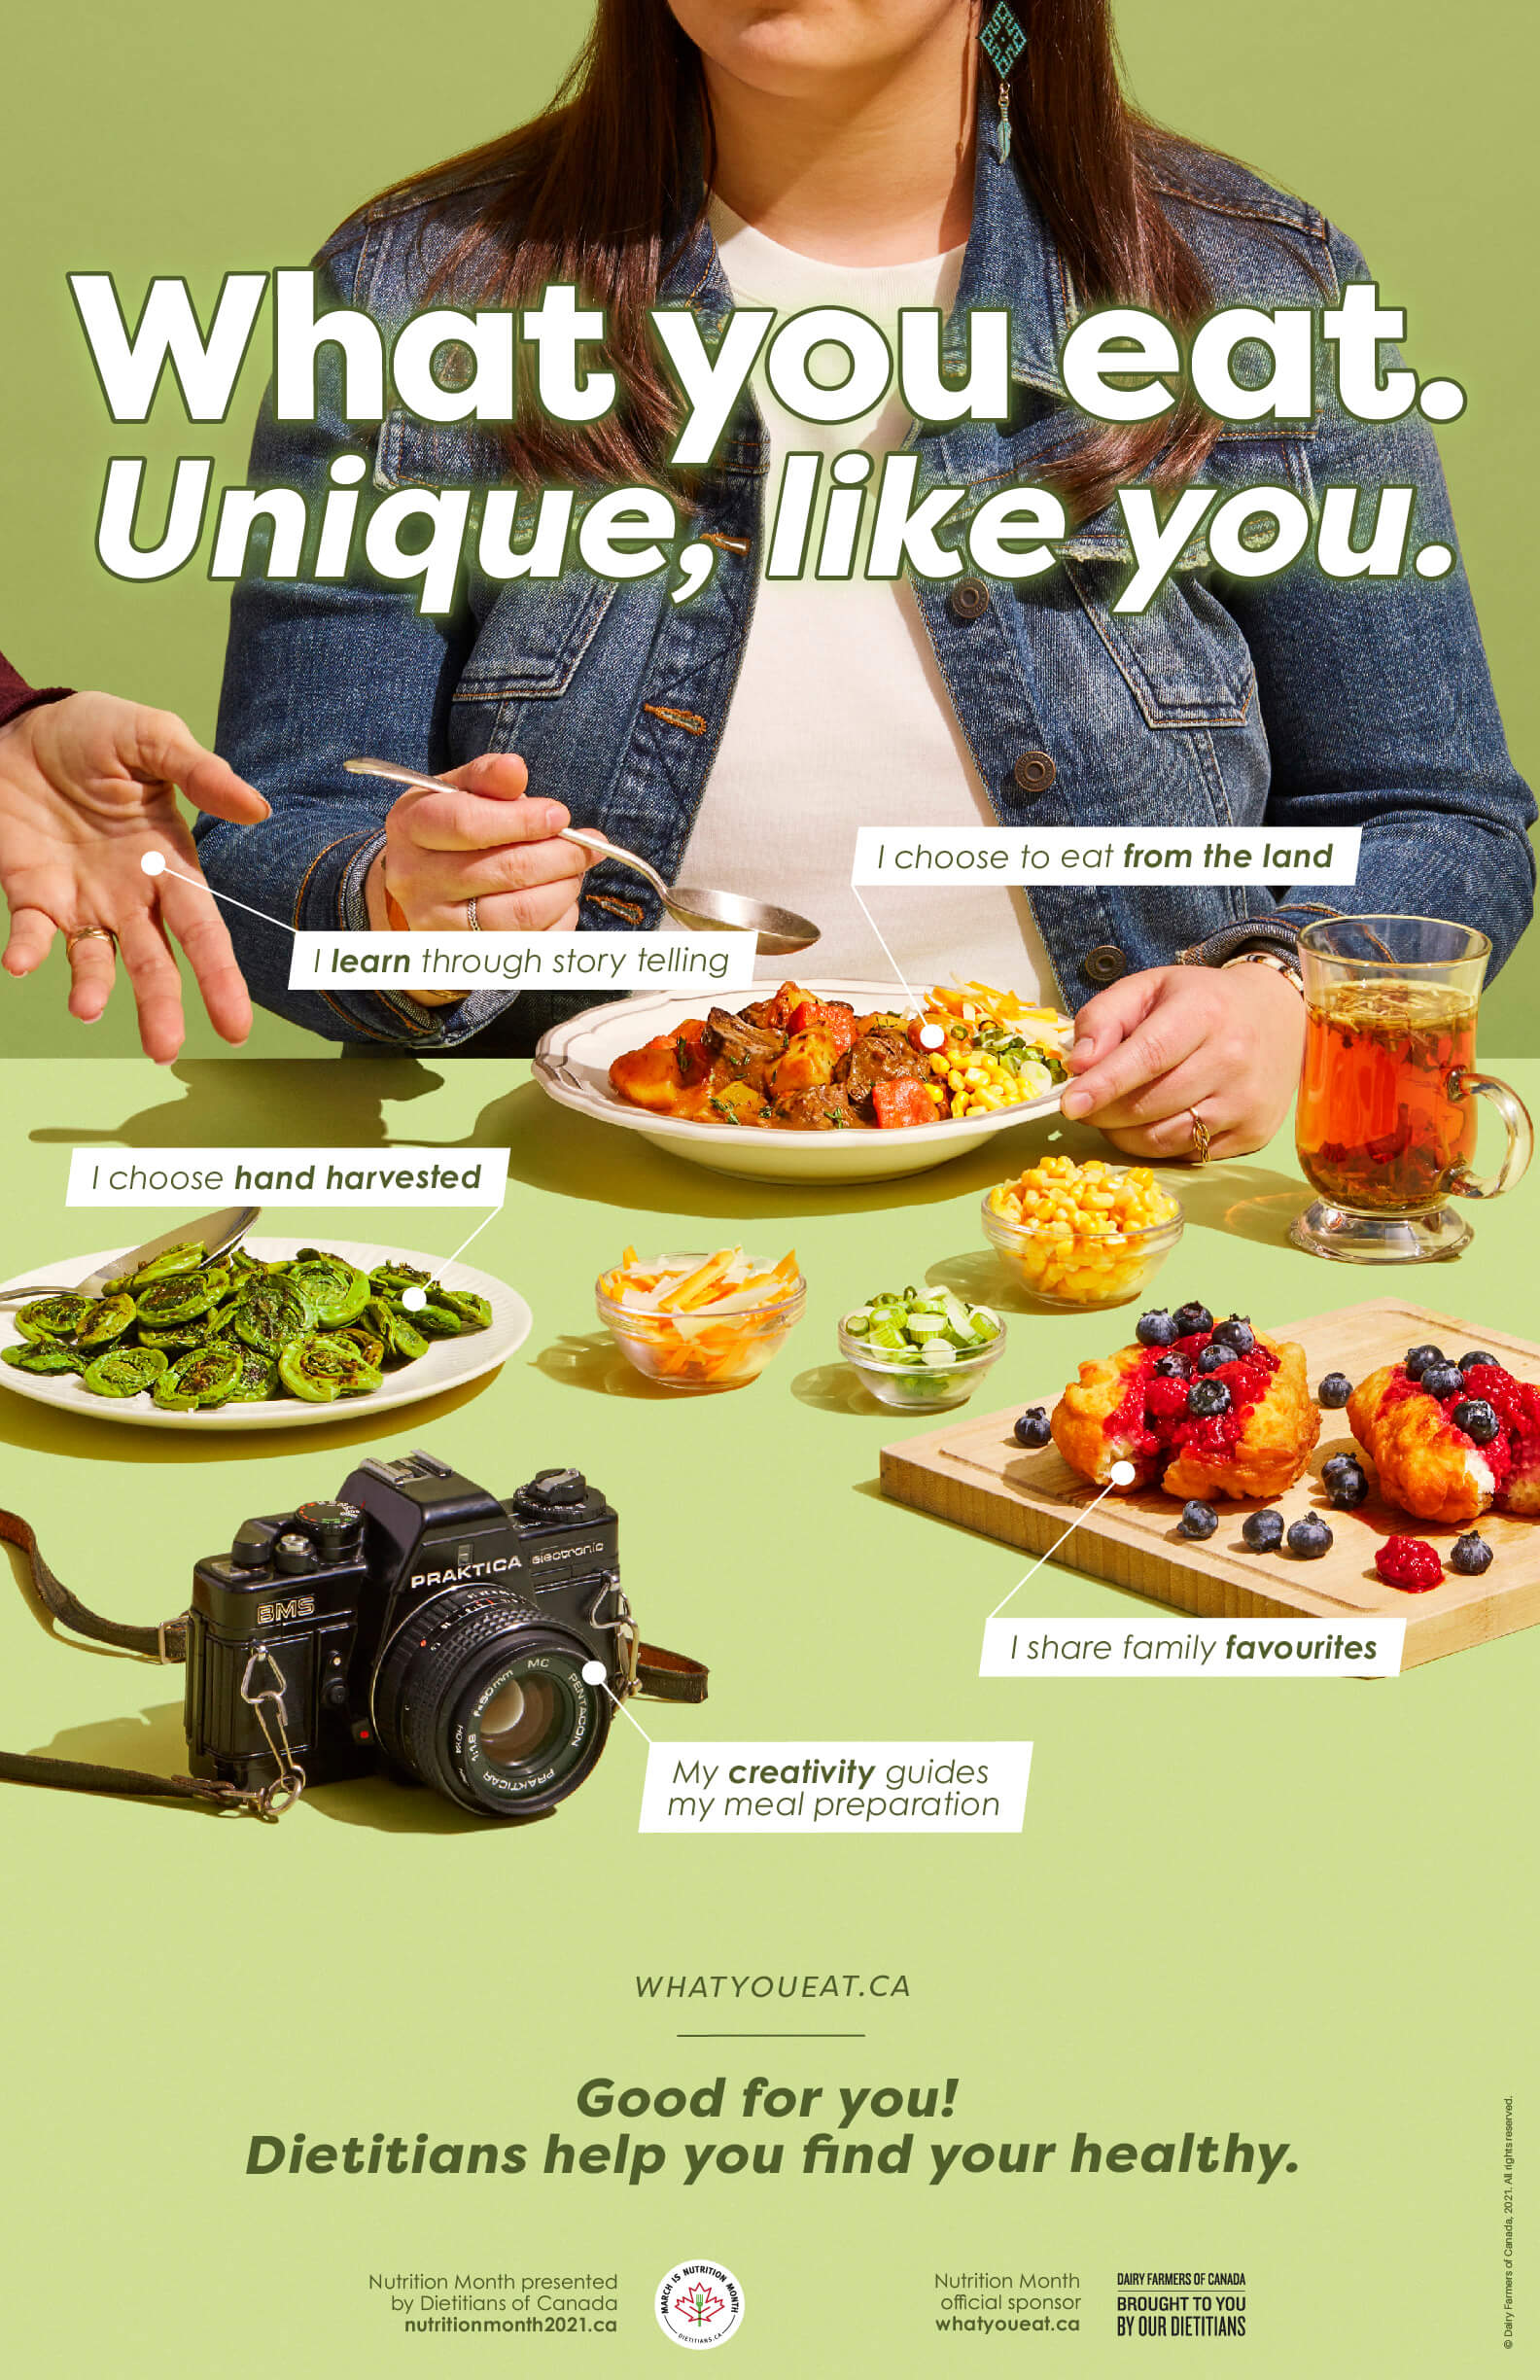 What you eat.
Unique, like you.
I choose to eat from the land
I learn through story telling
I choose hand harvested
PRAKTICA electronic
BMS
f=50mm MC PENTACON
PRAKTICAR
I share family favourites
My creativity guides
my meal preparation
WHATYOUEAT.CA
Good for you!
Dietitians help you find your healthy.
Nutrition Month presented
by Dietitians of Canada
nutritionmonth2021.ca
MARCH IS NUTRITION MONTH
DIETITIANS.CA
Nutrition Month
official sponsor
whatyoueat.ca
DAIRY FARMERS OF CANADA
BROUGHT TO YOU
BY OUR DIETITIANS
© Dairy Farmers of Canada, 2021. All rights reserved.